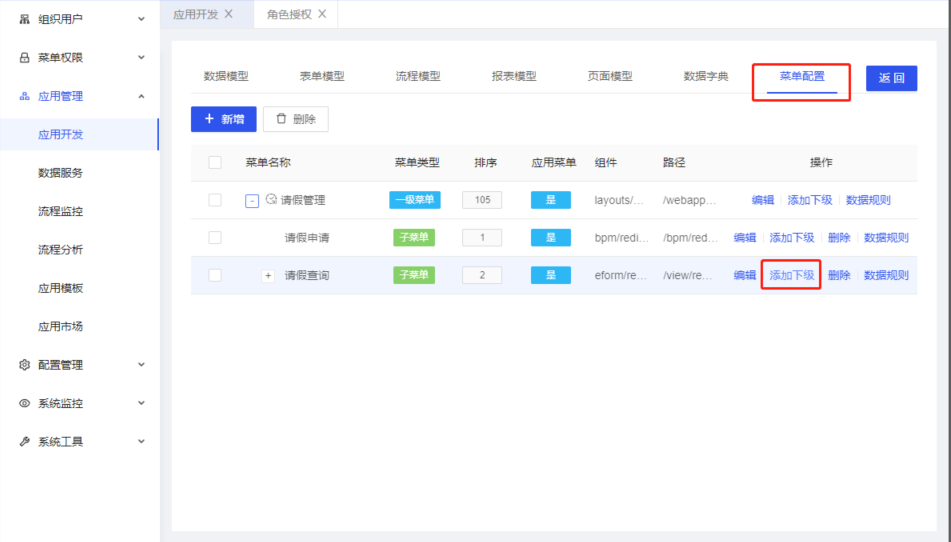 组织用户
菜单权限
应用管理
应用开发
数据服务
流程监控
流程分析
应用模板
应用市场
配置管理
系统监控
系统工具
应用开发 X 角色授权 X
数据模型 表单模型 流程模型 报表模型 页面模型 数据字典 菜单配置 返回
+ 新增 删除
菜单名称 菜单类型 排序 应用菜单 组件 路径 操作
- 请假管理 一级菜单 105 是 layouts/... /webapp... 编辑 添加下级 数据规则
请假申请 子菜单 1 是 bpm/redi... /bpm/red... 编辑 添加下级 删除 数据规则
+ 请假查询 子菜单 2 是 eform/re... /view/re... 编辑 添加下级 删除 数据规则